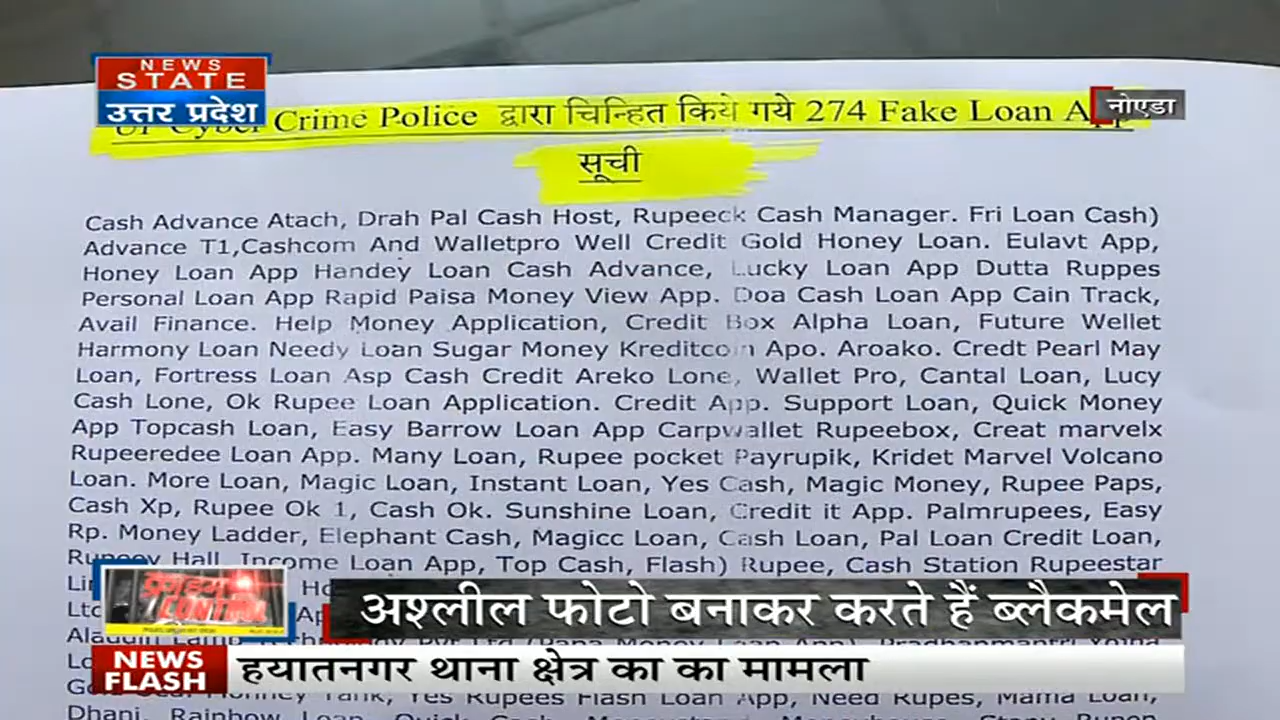 NEWS
STATE
उत्तर प्रदेश
नोएडा
Crime Police द्वारा चिन्हित किये गये 274 Fake Loan App
सूची
Cash Advance Atach, Drah Pal Cash Host, Rupeeck Cash Manager. Fri Loan Cash)
Advance T1,Cashcom And Walletpro Well Credit Gold Honey Loan. Eulavt App,
Honey Loan App Handey Loan Cash Advance, Lucky Loan App Dutta Ruppes
Personal Loan App Rapid Paisa Money View App. Doa Cash Loan App Cain Track,
Avail Finance. Help Money Application, Credit Box Alpha Loan, Future Wellet
Harmony Loan Needy Loan Sugar Money Kreditcoin Apo. Aroako. Credt Pearl May
Loan, Fortress Loan Asp Cash Credit Areko Lone, Wallet Pro, Cantal Loan, Lucy
Cash Lone, Ok Rupee Loan Application. Credit App. Support Loan, Quick Money
App Topcash Loan, Easy Barrow Loan App Carpwallet Rupeebox, Creat marvelx
Rupeeredee Loan App. Many Loan, Rupee pocket Payrupik, Kridet Marvel Volcano
Loan. More Loan, Magic Loan, Instant Loan, Yes Cash, Magic Money, Rupee Paps,
Cash Xp, Rupee Ok 1, Cash Ok. Sunshine Loan, Credit it App. Palmrupees, Easy
Rp. Money Ladder, Elephant Cash, Magicc Loan, Cash Loan, Pal Loan Credit Loan,
Rupeey Hall, Income Loan App, Top Cash, Flash) Rupee, Cash Station Rupeestar
CONTROL
अश्लील फोटो बनाकर करते हैं ब्लैकमेल
NEWS
FLASH
हयातनगर थाना क्षेत्र का का मामला
Yes Rupees Flash Loan App, Need Rupes, Mama Loan,
Dhani, Rainbow Loan, Quick Cash,